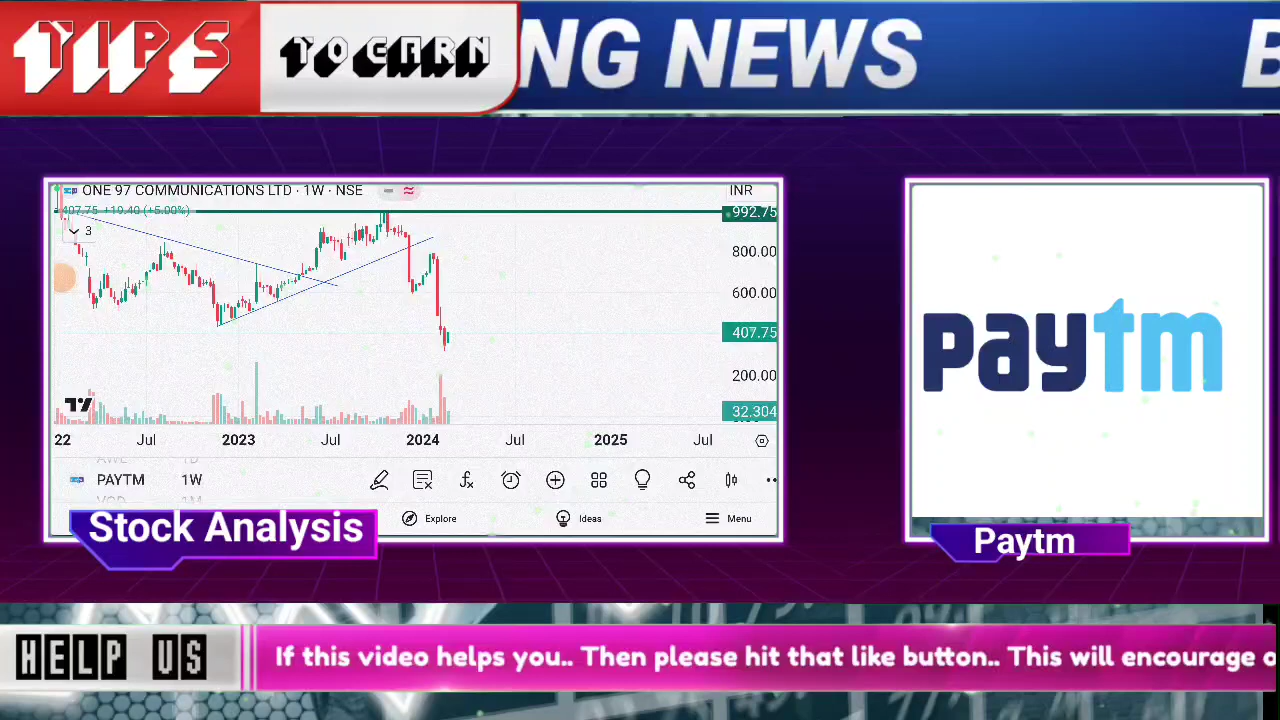 TIPS
TO EARN
NG NEWS
B
ONE 97 COMMUNICATIONS LTD · 1W · NSE
INR
407.75 +19.40 (+5.00%)
3
992.75
800.00
600.00
407.75
200.00
32.304
22 Jul 2023 Jul 2024 Jul 2025 Jul
PAYTM 1W
Explore
Ideas
Menu
Stock Analysis
paytm
Paytm
HELP US
If this video helps you.. Then please hit that like button.. This will encourage